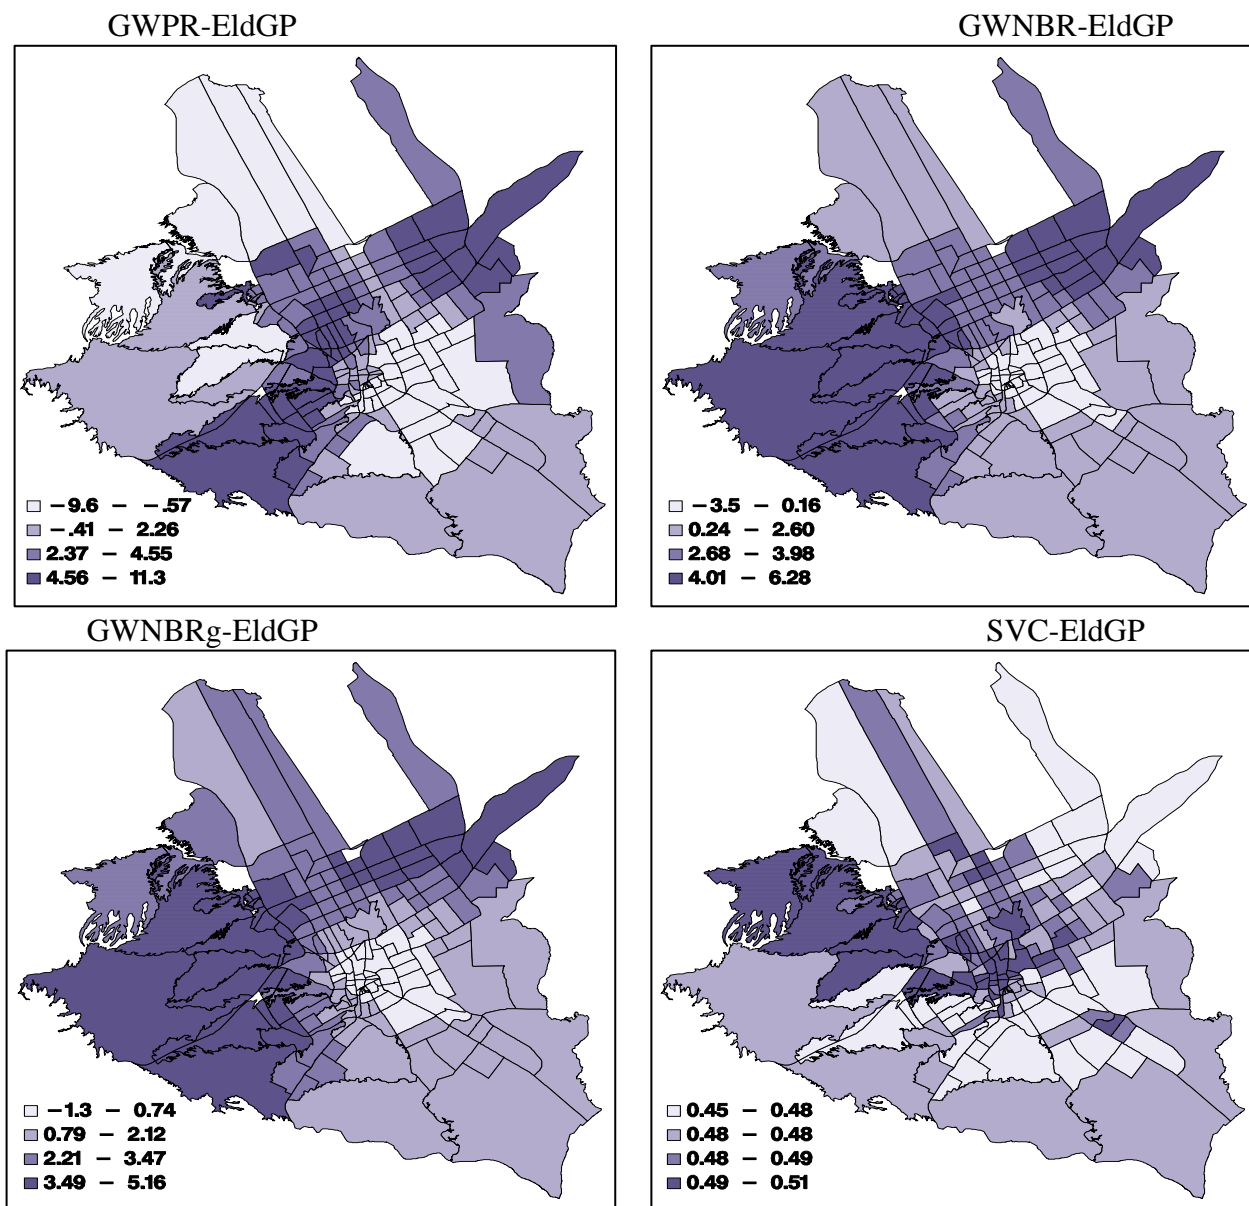 GWPR-EldGP
GWNBR-EldGP
−9.6 − −.57
−.41 − 2.26
2.37 − 4.55
4.56 − 11.3
−3.5 − 0.16
0.24 − 2.60
2.68 − 3.98
4.01 − 6.28
GWNBRg-EldGP
SVC-EldGP
−1.3 − 0.74
0.79 − 2.12
2.21 − 3.47
3.49 − 5.16
0.45 − 0.48
0.48 − 0.48
0.48 − 0.49
0.49 − 0.51